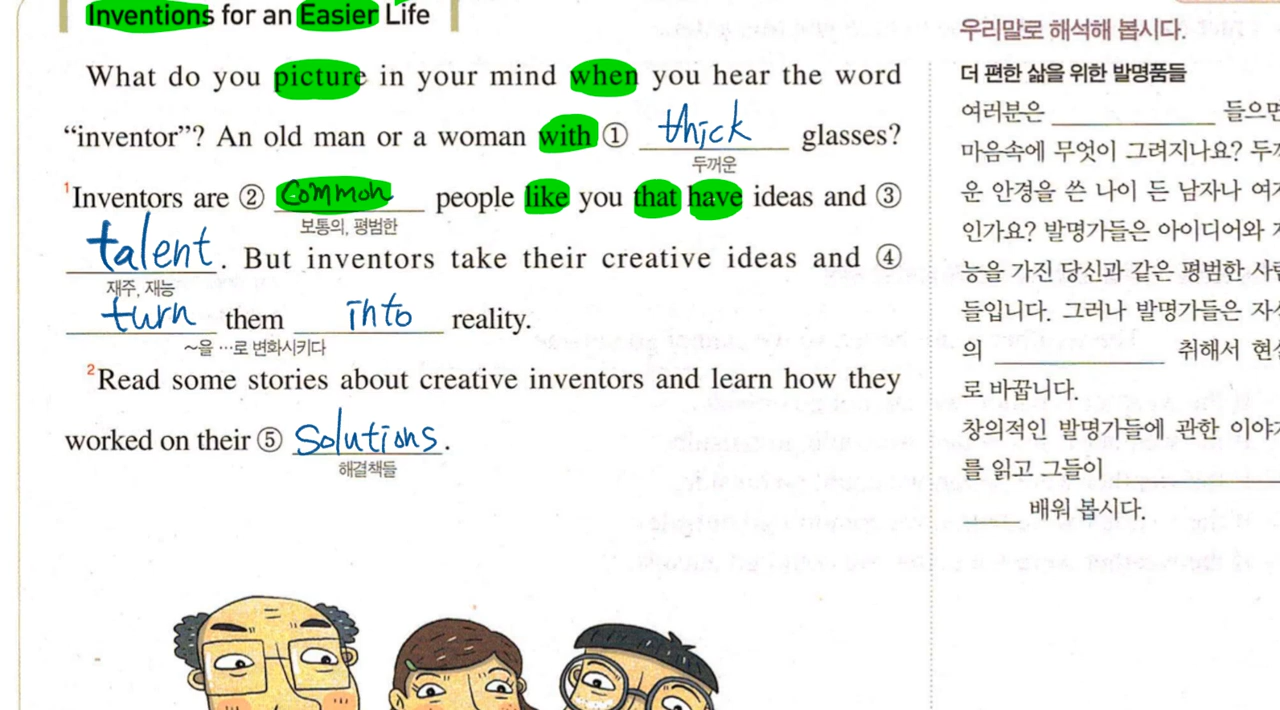 Inventions for an Easier Life
What do you picture in your mind when you hear the word
“inventor”? An old man or a woman with ① thick glasses?
두꺼운
1Inventors are ② common people like you that have ideas and ③
보통의, 평범한
talent. But inventors take their creative ideas and ④
재주, 재능
turn them into reality.
~을 …로 변화시키다
2Read some stories about creative inventors and learn how they
worked on their ⑤ solutions.
해결책들
우리말로 해석해 봅시다.
더 편한 삶을 위한 발명품들
여러분은 ____________ 들으면
마음속에 무엇이 그려지나요? 두꺼
운 안경을 쓴 나이 든 남자나 여자
인가요? 발명가들은 아이디어와 재
능을 가진 당신과 같은 평범한 사람
들입니다. 그러나 발명가들은 자신
의 ____________ 취해서 현실
로 바꿉니다.
창의적인 발명가들에 관한 이야기
를 읽고 그들이
배워 봅시다.